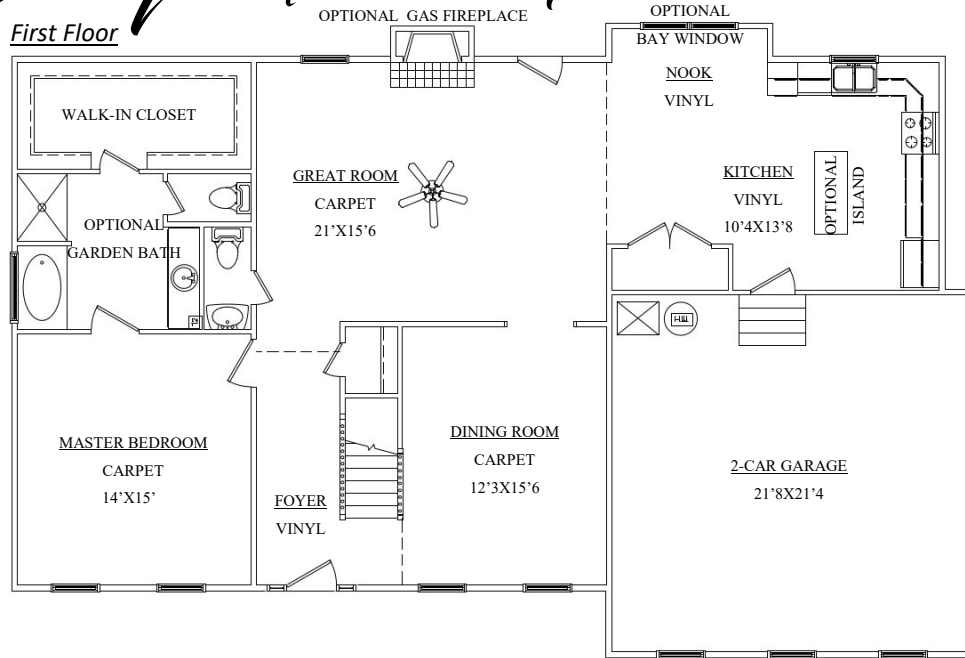 First Floor
OPTIONAL GAS FIREPLACE
OPTIONAL
BAY WINDOW
NOOK
VINYL
WALK-IN CLOSET
GREAT ROOM
CARPET
21'X15'6
KITCHEN
VINYL
10'4X13'8
OPTIONAL
ISLAND
OPTIONAL
GARDEN BATH
MASTER BEDROOM
CARPET
14'X15'
FOYER
VINYL
DINING ROOM
CARPET
12'3X15'6
2-CAR GARAGE
21'8X21'4